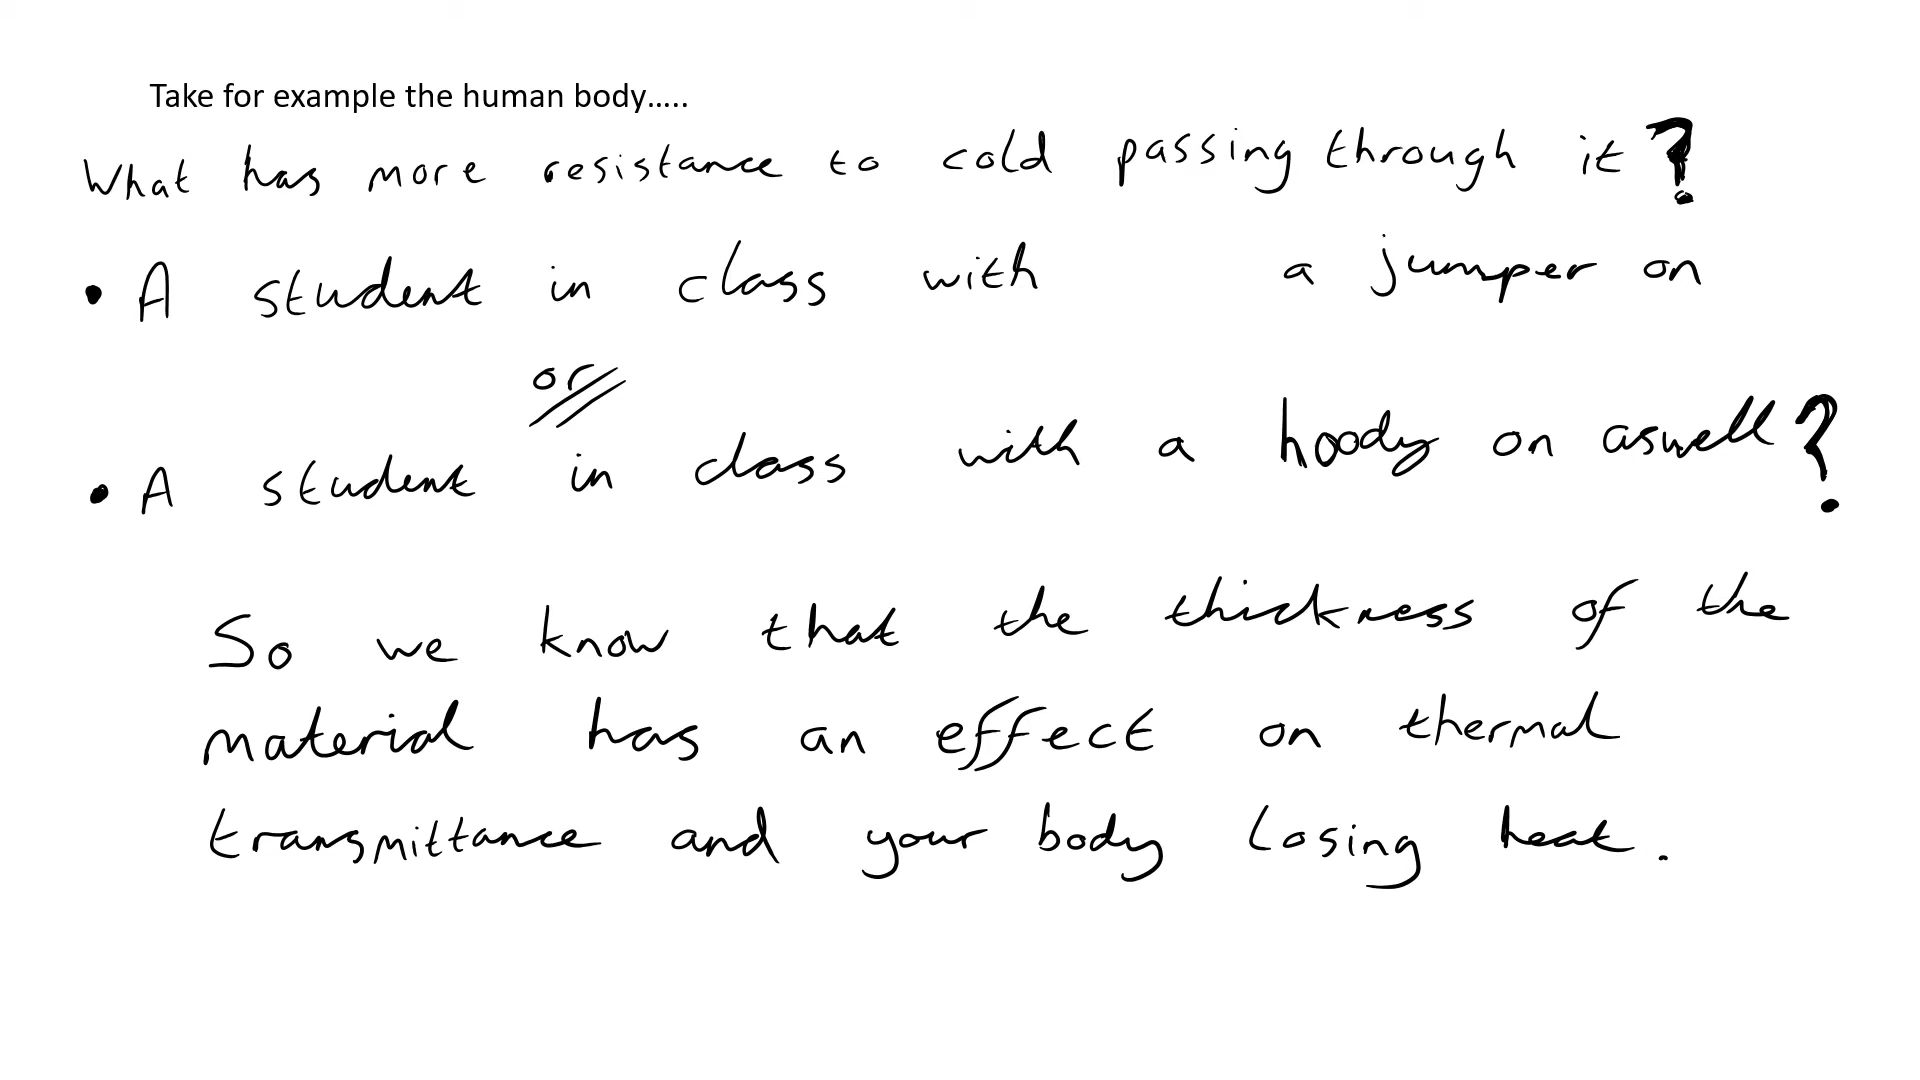 Take for example the human body.....
What has more resistance to cold passing through it?
• A student in class with a jumper on
or
• A student in class with a hoody on aswell?
So we know that the thickness of the
material has an effect on thermal
transmittance and your body losing heat.